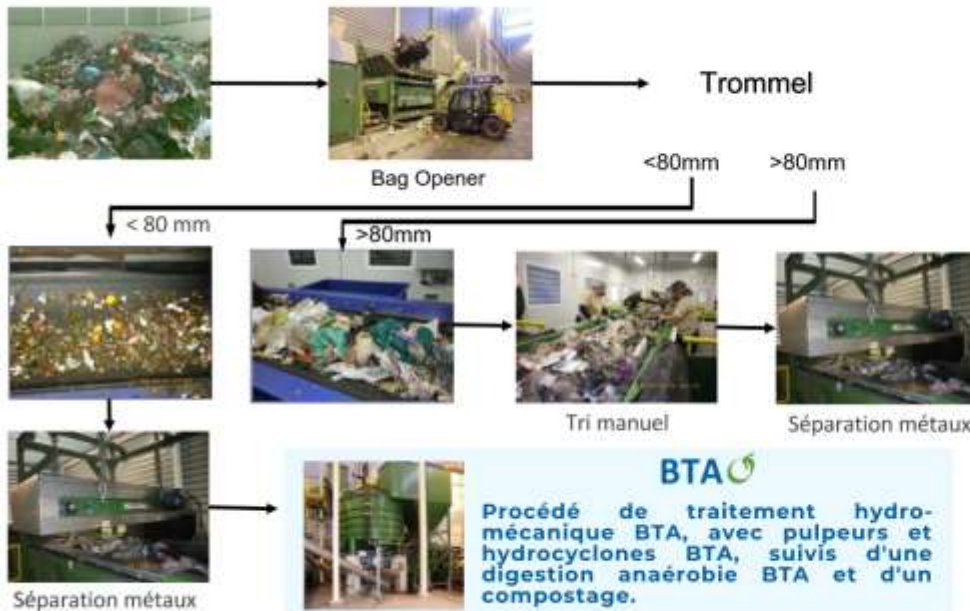 Trommel
Bag Opener
<80mm
>80mm
< 80 mm
>80mm
Tri manuel
Séparation métaux
Séparation métaux
BTA
Procédé de traitement hydro-
mécanique BTA, avec pulpeurs et
hydrocyclones BTA, suivis d'une
digestion anaérobie BTA et d'un
compostage.